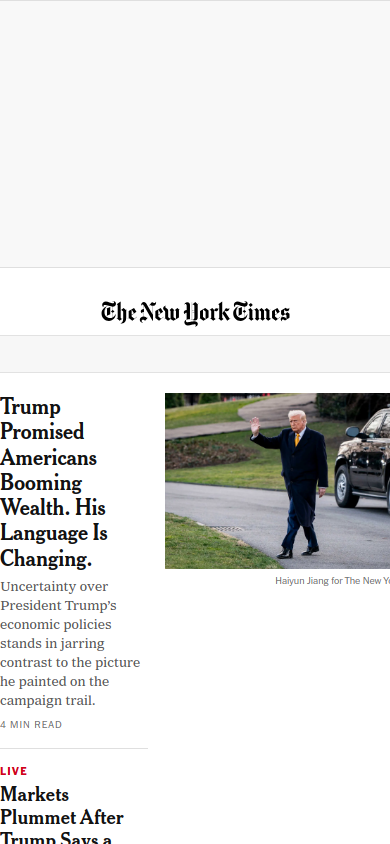 The New York Times
Trump
Promised
Americans
Booming
Wealth. His
Language Is
Changing.
Uncertainty over
President Trump's
economic policies
stands in jarring
contrast to the picture
he painted on the
campaign trail.
4 MIN READ
Haiyun Jiang for The New Yo
LIVE
Markets
Plummet After
Trump Says a